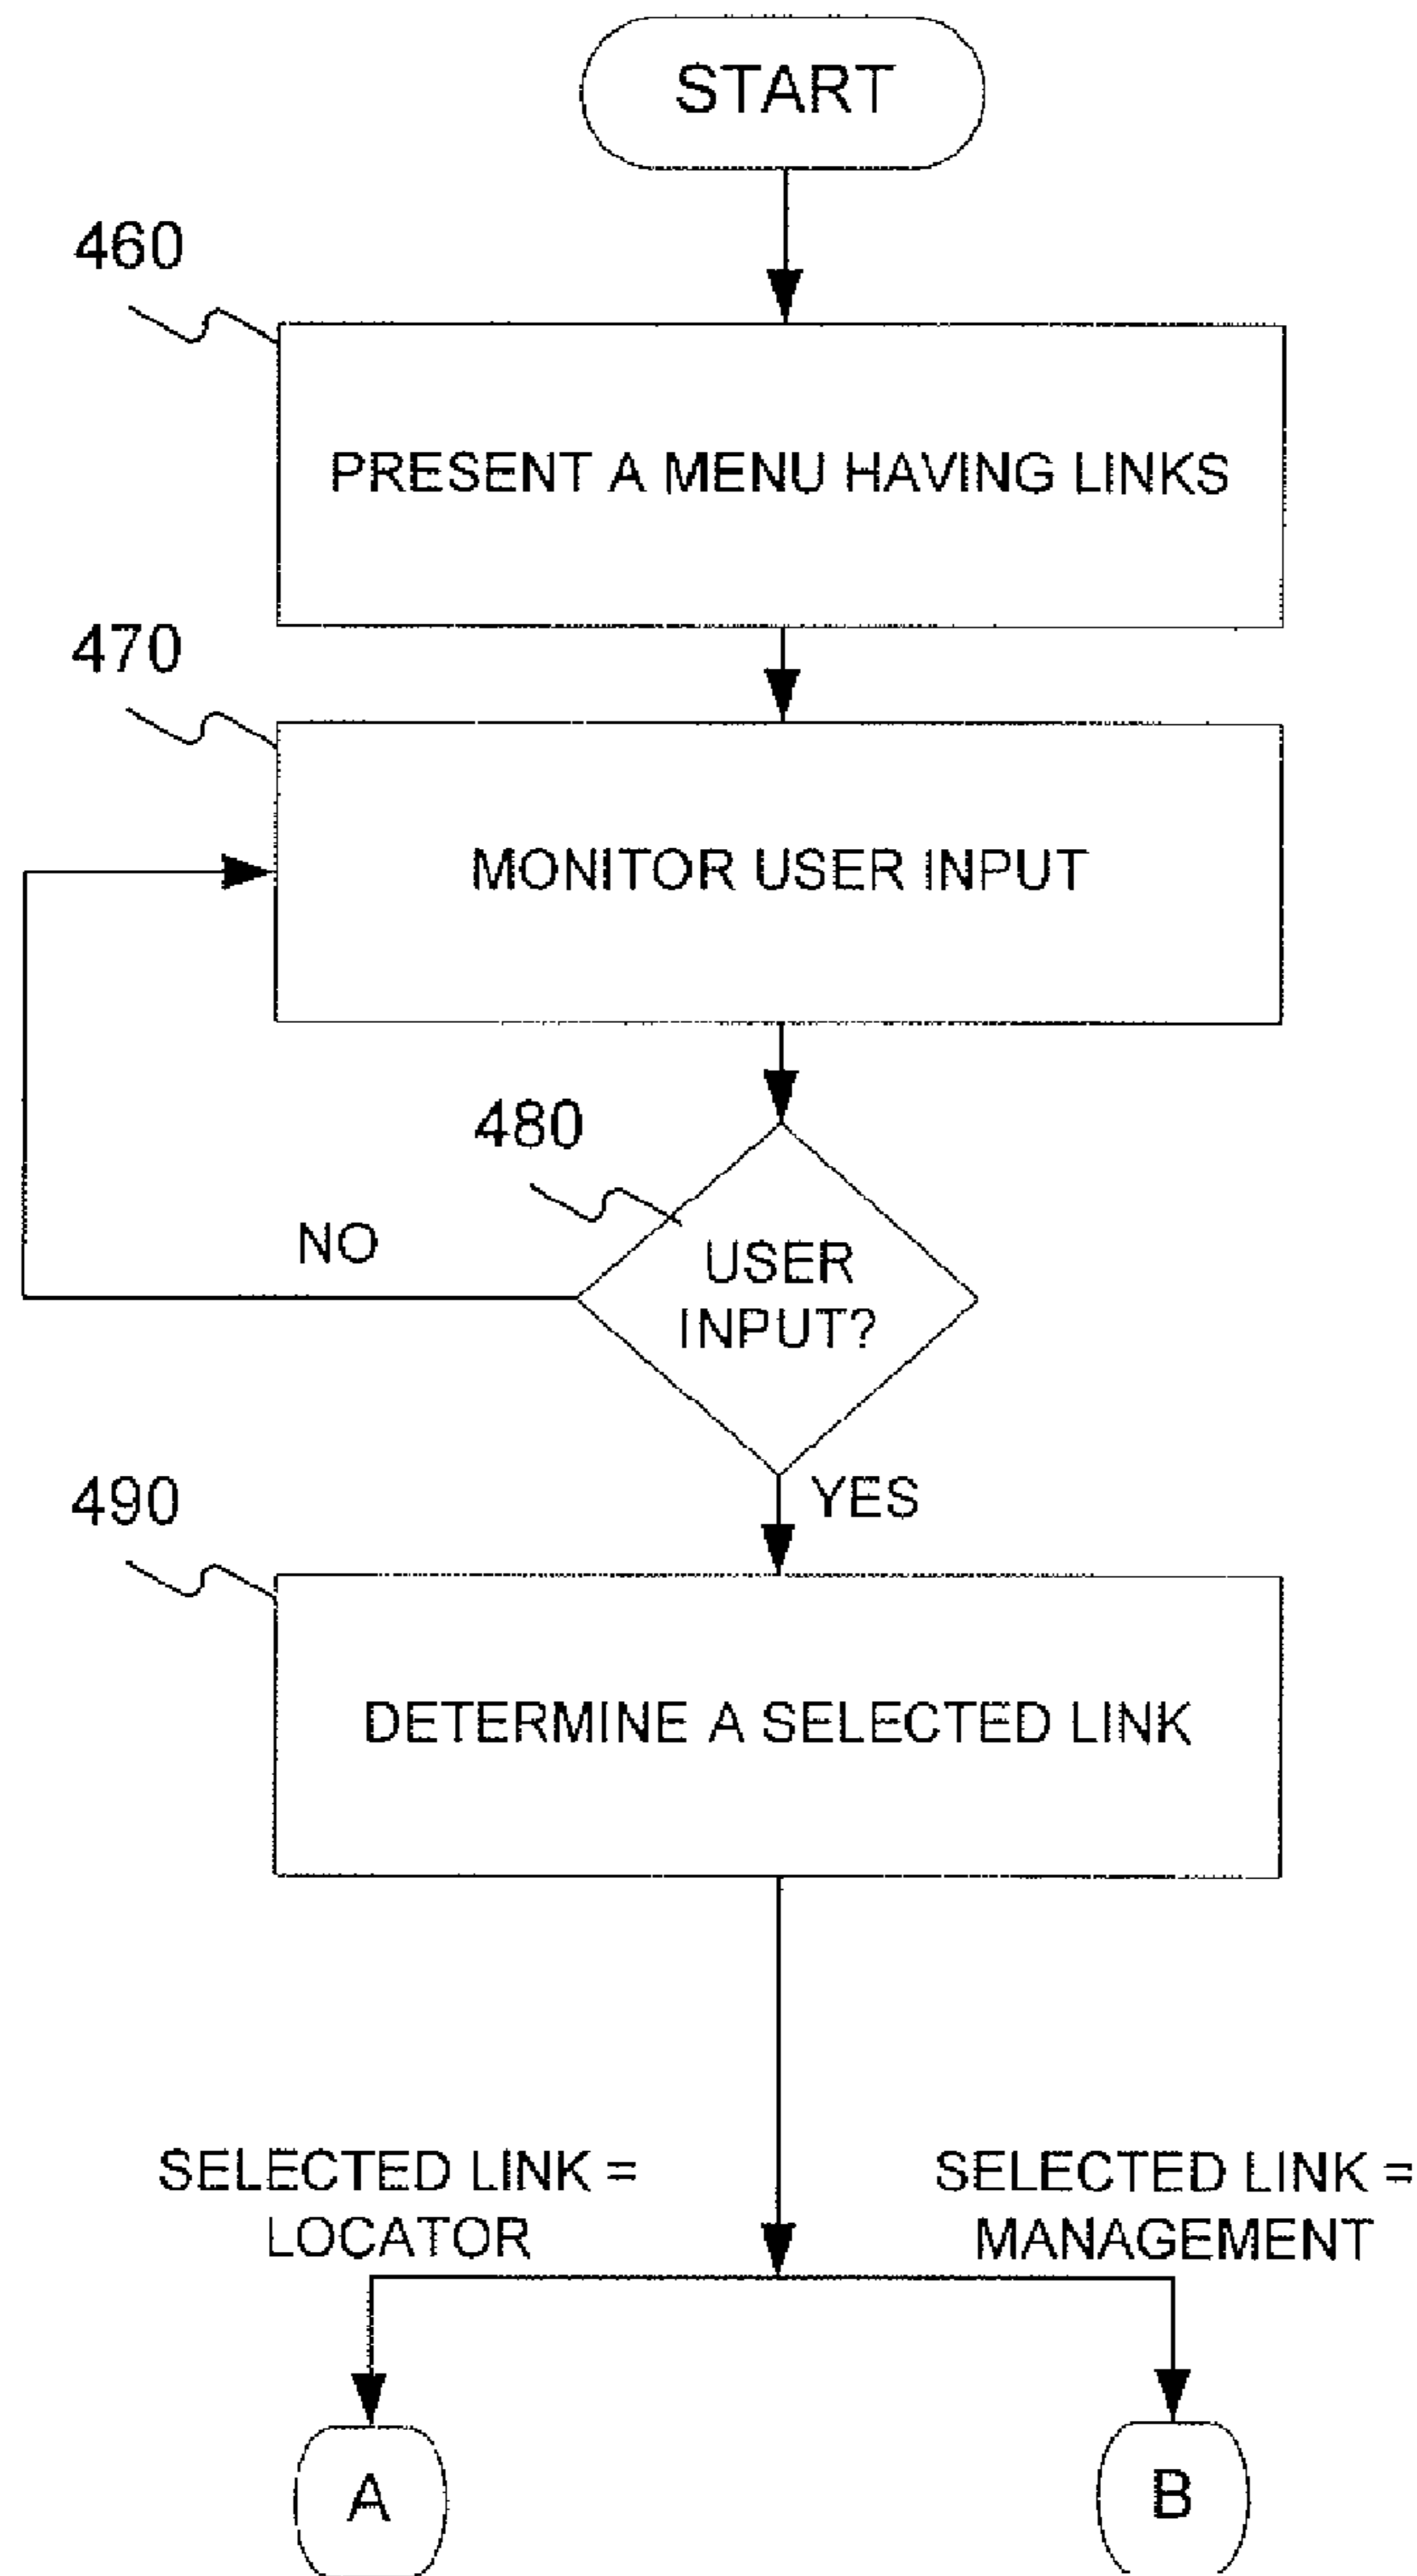 START
460
PRESENT A MENU HAVING LINKS
470
MONITOR USER INPUT
480
NO
USER
INPUT?
YES
490
DETERMINE A SELECTED LINK
SELECTED LINK =
LOCATOR
SELECTED LINK =
MANAGEMENT
A
B